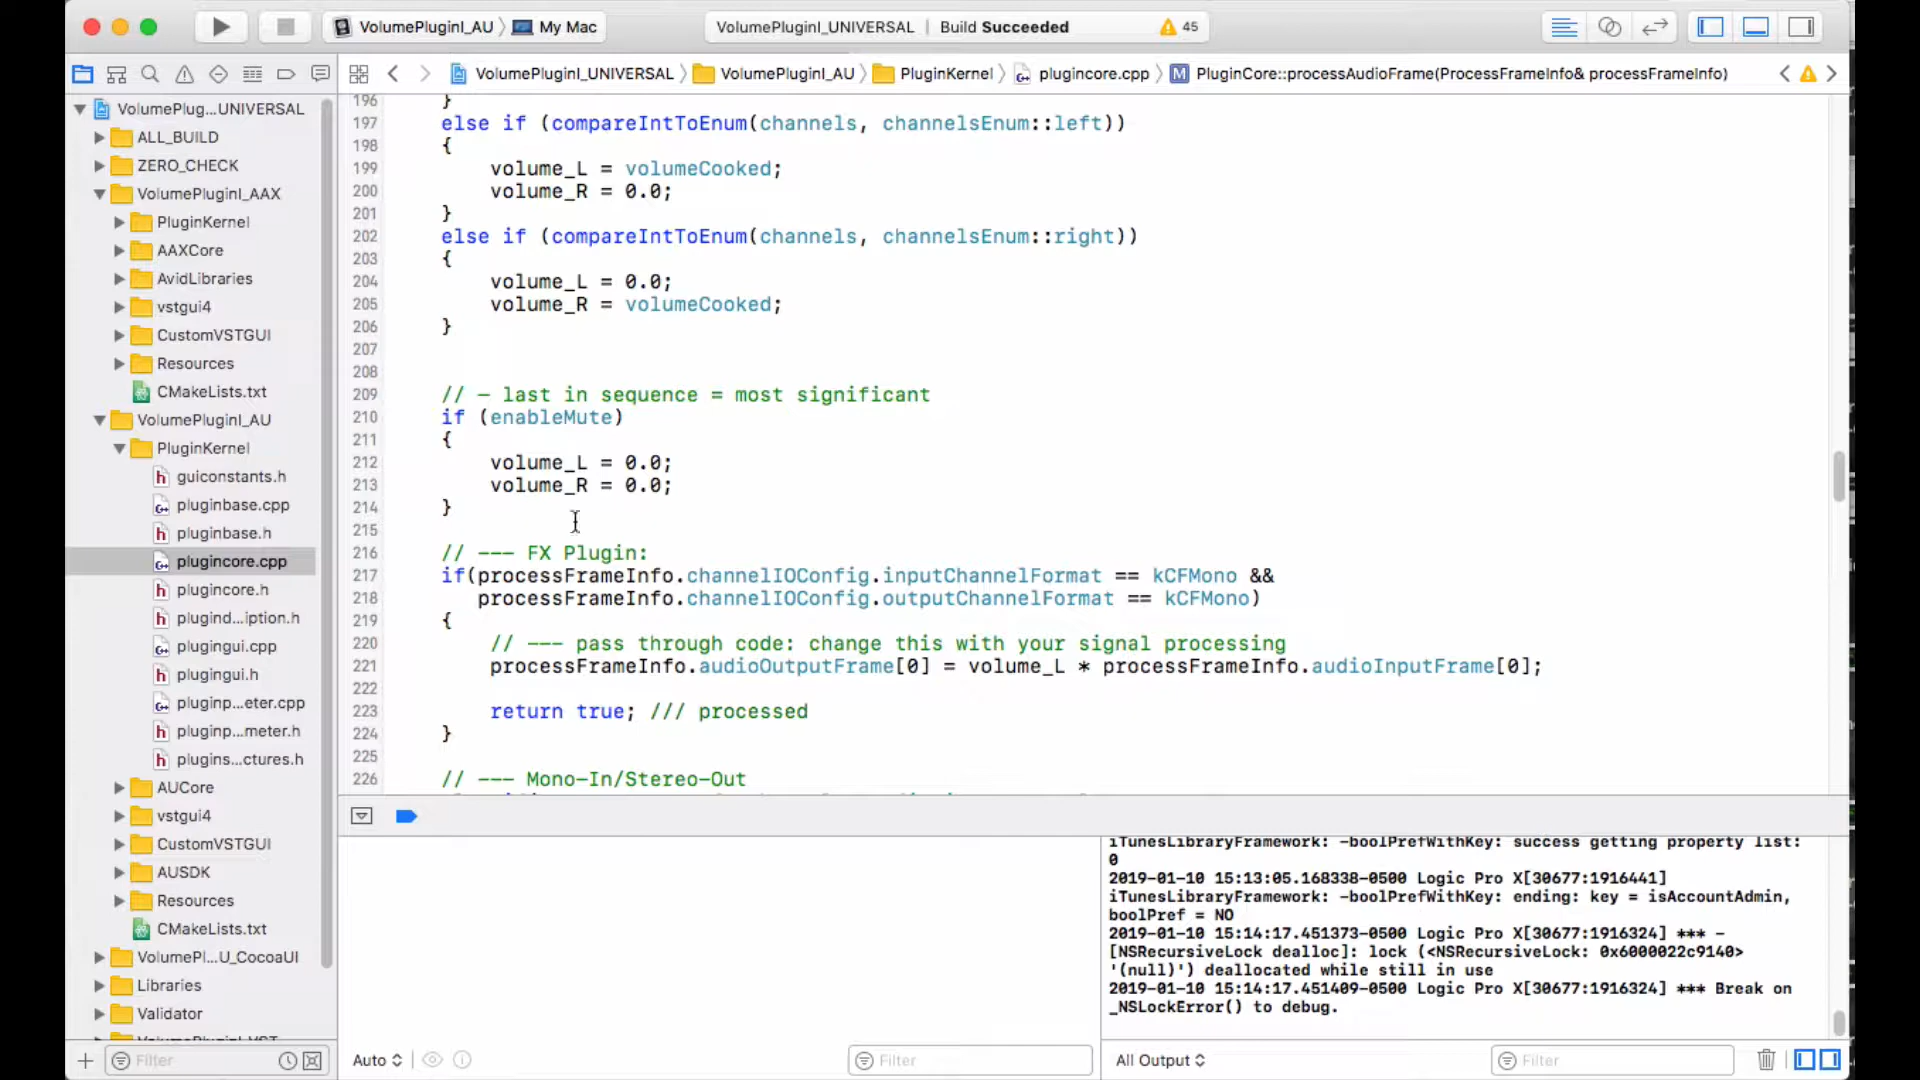 VolumePluginI_AU
My Mac
VolumePluginI_UNIVERSAL
Build Succeeded
45
VolumePluginI_UNIVERSAL
VolumePluginI_AU
PluginKernel
plugincore.cpp
M
PluginCore::processAudioFrame(ProcessFrameInfo& processFrameInfo)
VolumePlug...UNIVERSAL
ALL_BUILD
ZERO_CHECK
VolumePluginI_AAX
PluginKernel
AAXCore
AvidLibraries
vstgui4
CustomVSTGUI
Resources
CMakeLists.txt
VolumePluginI_AU
PluginKernel
guiconstants.h
pluginbase.cpp
pluginbase.h
plugincore.cpp
plugincore.h
plugind...iption.h
plugingui.cpp
plugingui.h
pluginp...eter.cpp
pluginp...meter.h
plugins...ctures.h
AUCore
vstgui4
CustomVSTGUI
AUSDK
Resources
CMakeLists.txt
VolumePl...U_CocoaUI
Libraries
Validator
Filter
196 }
197 else if (compareIntToEnum(channels, channelsEnum::left))
198 {
199 volume_L = volumeCooked;
200 volume_R = 0.0;
201 }
202 else if (compareIntToEnum(channels, channelsEnum::right))
203 {
204 volume_L = 0.0;
205 volume_R = volumeCooked;
206 }
207
208
209 // – last in sequence = most significant
210 if (enableMute)
211 {
212 volume_L = 0.0;
213 volume_R = 0.0;
214 }
215
216 // --- FX Plugin:
217 if(processFrameInfo.channelIOConfig.inputChannelFormat == kCFMono &&
218 processFrameInfo.channelIOConfig.outputChannelFormat == kCFMono)
219 {
220 // --- pass through code: change this with your signal processing
221 processFrameInfo.audioOutputFrame[0] = volume_L * processFrameInfo.audioInputFrame[0];
222
223 return true; /// processed
224 }
225
226 // --- Mono-In/Stereo-Out
iTunesLibraryFramework: -boolPrefWithKey: success getting property list:
0
2019-01-10 15:13:05.168338-0500 Logic Pro X[30677:1916441]
iTunesLibraryFramework: -boolPrefWithKey: ending: key = isAccountAdmin,
boolPref = NO
2019-01-10 15:14:17.451373-0500 Logic Pro X[30677:1916324] *** -
[NSRecursiveLock dealloc]: lock (<NSRecursiveLock: 0x6000022c9140>
'(null)') deallocated while still in use
2019-01-10 15:14:17.451409-0500 Logic Pro X[30677:1916324] *** Break on
_NSLockError() to debug.
Auto
Filter
All Output
Filter